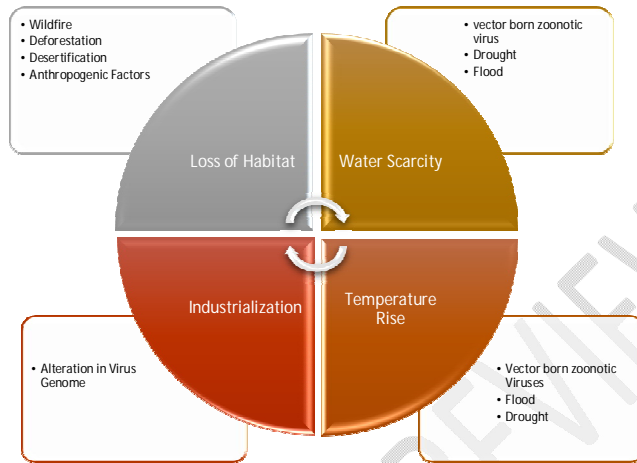 • Wildfire
• Deforestation
• Desertification
• Anthropogenic Factors
• vector born zoonotic
virus
• Drought
• Flood
Loss of Habitat
Water Scarcity
Industrialization
Temperature
Rise
• Alteration in Virus
Genome
• Vector born zoonotic
Viruses
• Flood
• Drought